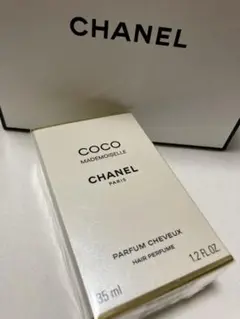 CHANEL
COCO
MADEMOISELLE
CHANEL
PARIS
PARFUM CHEVEUX
HAIR PERFUME
35 ml 1.2 FL.OZ.